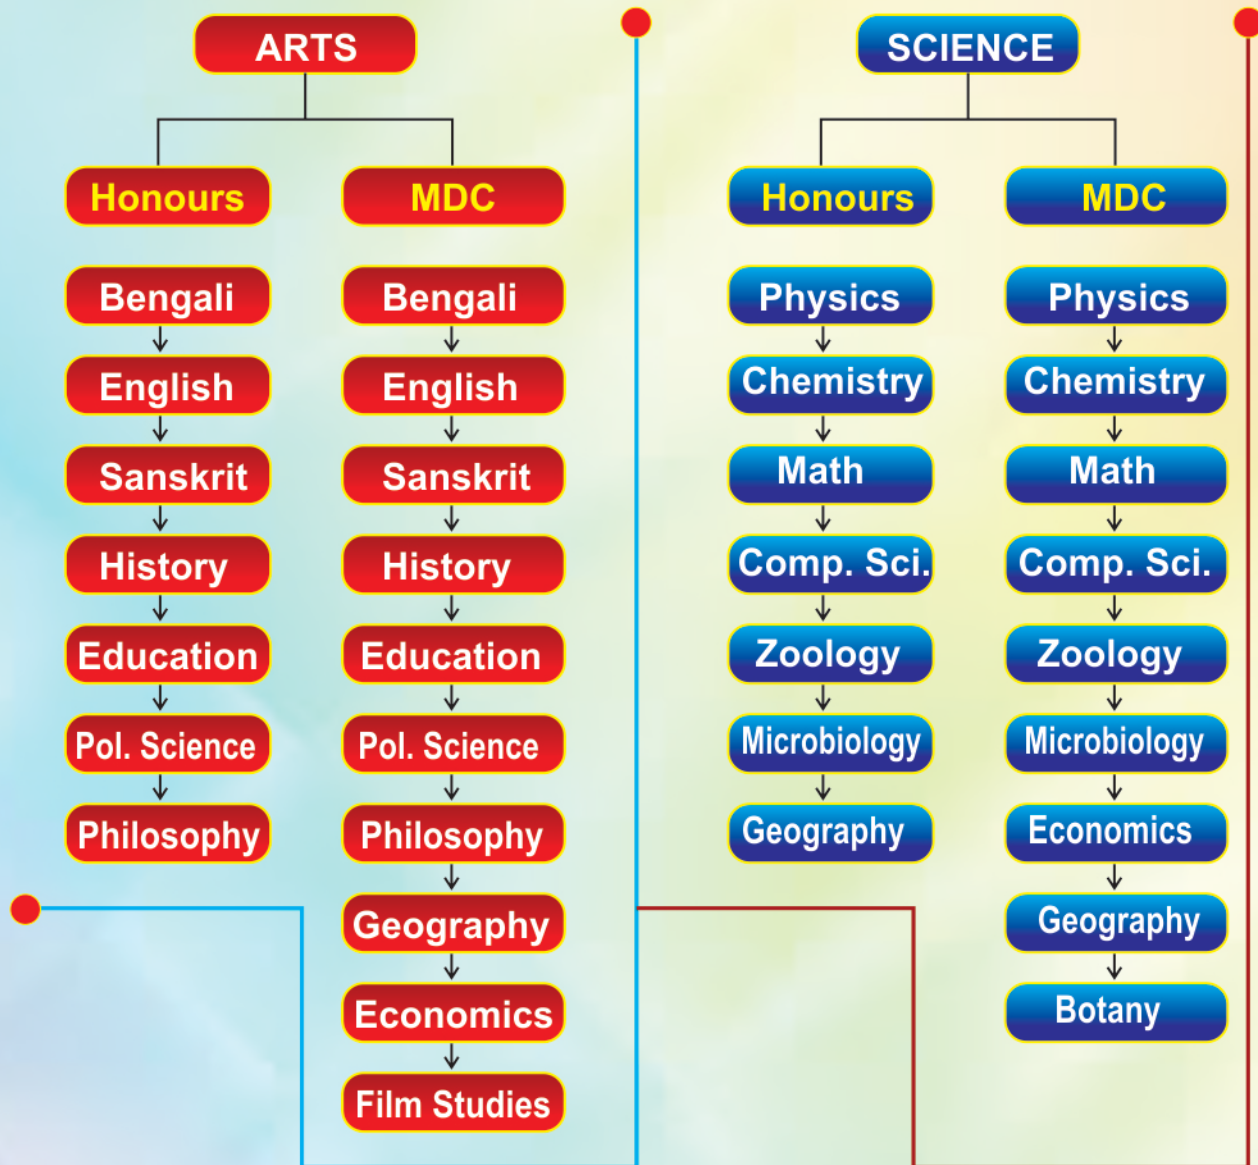 ARTS
Honours
Bengali
English
Sanskrit
History
Education
Pol. Science
Philosophy
MDC
Bengali
English
Sanskrit
History
Education
Pol. Science
Philosophy
Geography
Economics
Film Studies
SCIENCE
Honours
Physics
Chemistry
Math
Comp. Sci.
Zoology
Microbiology
Geography
MDC
Physics
Chemistry
Math
Comp. Sci.
Zoology
Microbiology
Economics
Geography
Botany